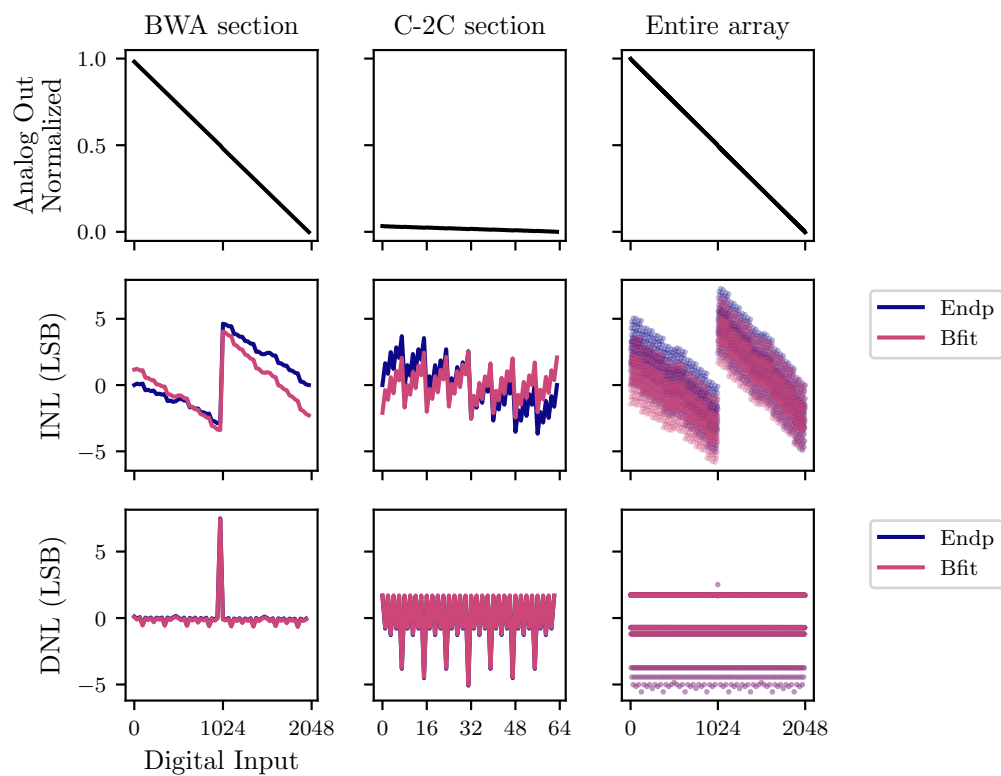 BWA section
C-2C section
Entire array
Analog Out
Normalized
1.0
0.5
0.0
INL (LSB)
5
0
−5
Endp
Bfit
DNL (LSB)
5
0
−5
Endp
Bfit
0 1024 2048
0 16 32 48 64
0 1024 2048
Digital Input